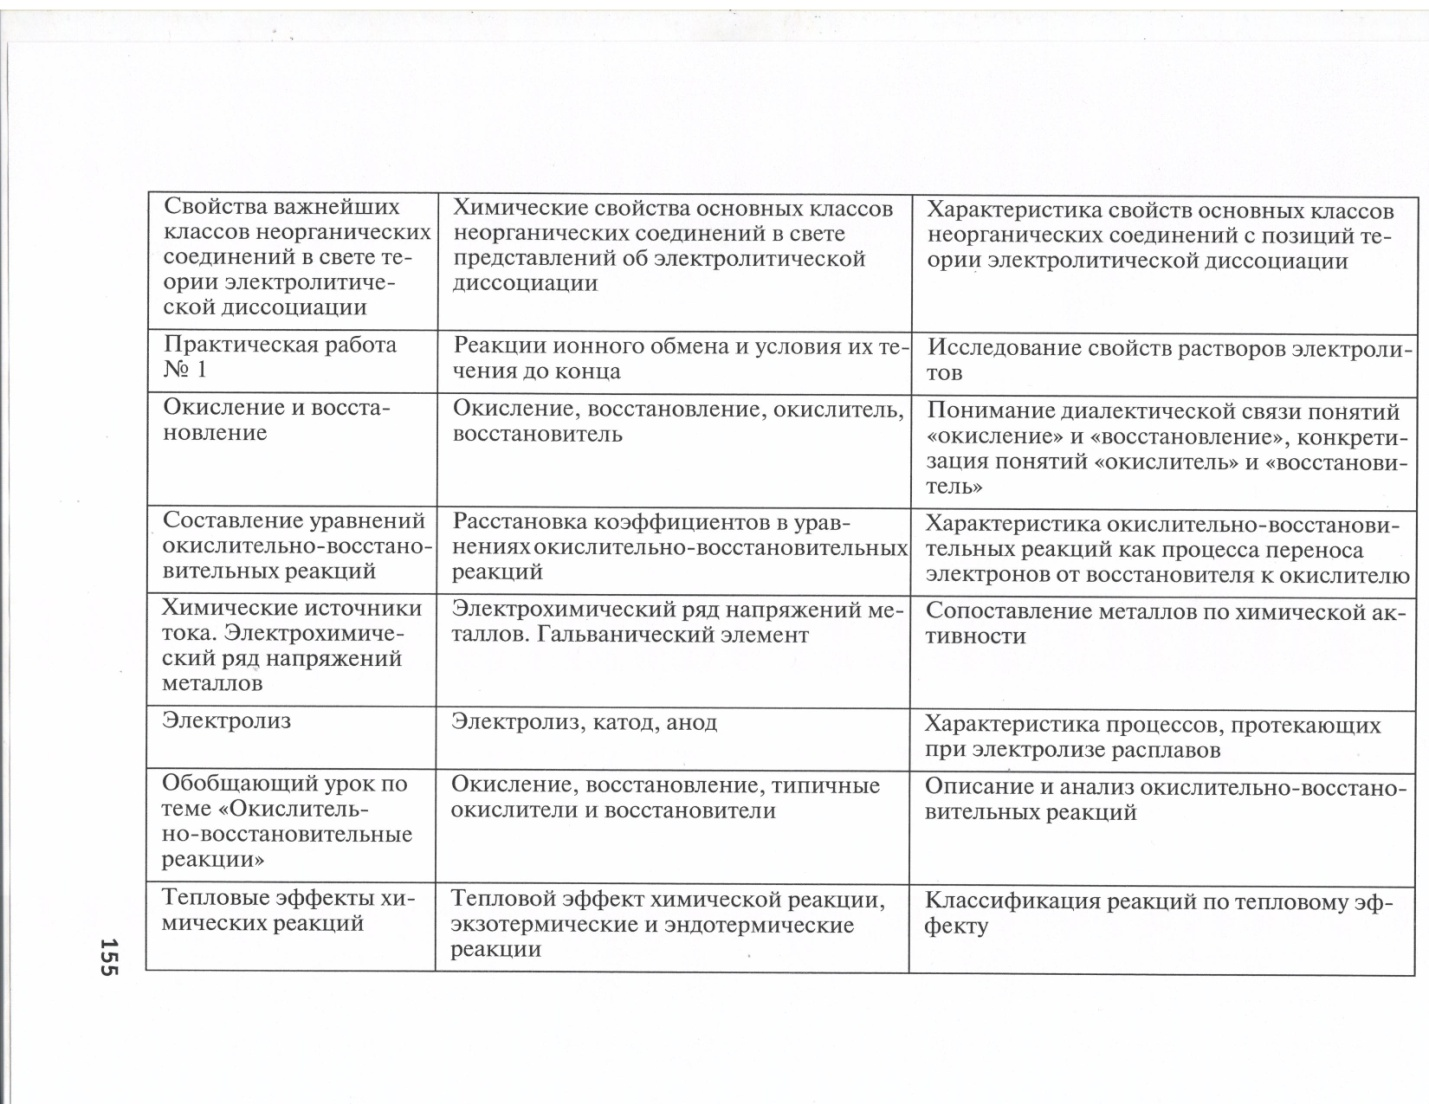 Свойства важнейших
классов неорганических
соединений в свете те-
ории электролитиче-
ской диссоциации
Химические свойства основных классов
неорганических соединений в свете
представлений об электролитической
диссоциации
Характеристика свойств основных классов
неорганических соединений с позиций те-
ории электролитической диссоциации
Практическая работа
№ 1
Реакции ионного обмена и условия их те-
чения до конца
Исследование свойств растворов электроли-
тов
Окисление и восста-
новление
Окисление, восстановление, окислитель,
восстановитель
Понимание диалектической связи понятий
«окисление» и «восстановление», конкрети-
зация понятий «окислитель» и «восстанови-
тель»
Составление уравнений
окислительно-восстано-
вительных реакций
Расстановка коэффициентов в урав-
нениях окислительно-восстановительных
реакций
Характеристика окислительно-восстанови-
тельных реакций как процесса переноса
электронов от восстановителя к окислителю
Химические источники
тока. Электрохимиче-
ский ряд напряжений
металлов
Электрохимический ряд напряжений ме-
таллов. Гальванический элемент
Сопоставление металлов по химической ак-
тивности
Электролиз
Электролиз, катод, анод
Характеристика процессов, протекающих
при электролизе расплавов
Обобщающий урок по
теме «Окислитель-
но-восстановительные
реакции»
Окисление, восстановление, типичные
окислители и восстановители
Описание и анализ окислительно-восстано-
вительных реакций
Тепловые эффекты хи-
мических реакций
Тепловой эффект химической реакции,
экзотермические и эндотермические
реакции
Классификация реакций по тепловому эф-
фекту
155